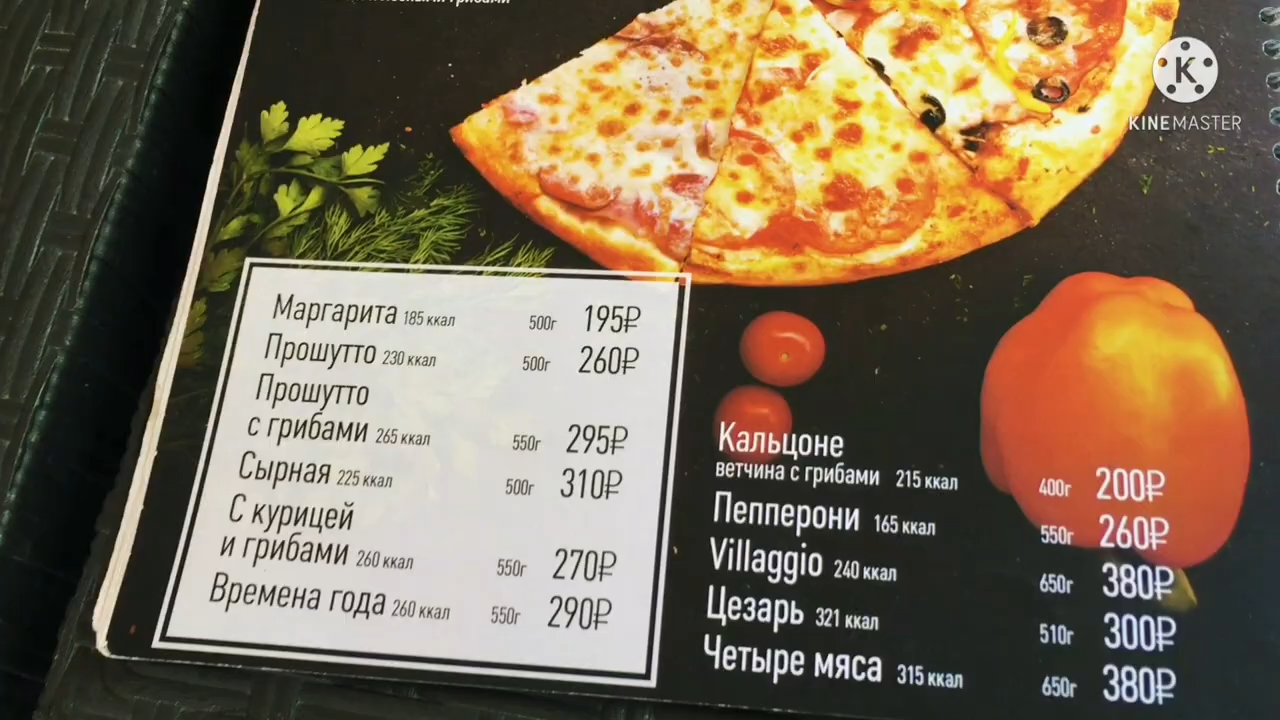 грибами
KINEMASTER
Маргарита 185 ккал 500г 195₽
Прошутто 230 ккал 500г 260₽
Прошутто
с грибами 265 ккал 550г 295₽
Сырная 225 ккал 500г 310₽
С курицей
и грибами 260 ккал 550г 270₽
Времена года 260 ккал 550г 290₽
Кальцоне
ветчина с грибами 215 ккал 400г 200₽
Пепперони 165 ккал 550г 260₽
Villaggio 240 ккал 650г 380₽
Цезарь 321 ккал 510г 300₽
Четыре мяса 315 ккал 650г 380₽